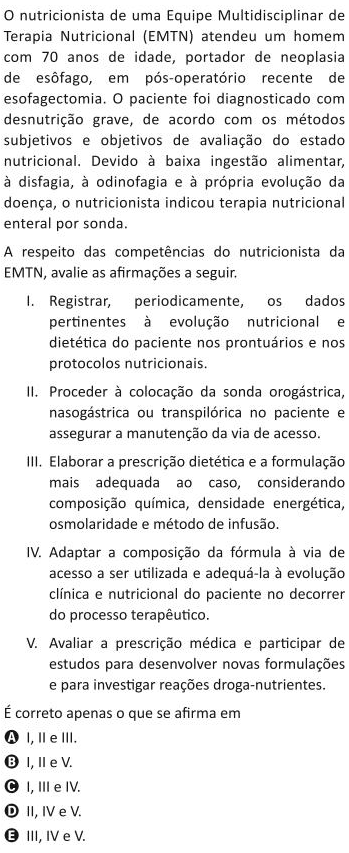 O nutricionista de uma Equipe Multidisciplinar de
Terapia Nutricional (EMTN) atendeu um homem
com 70 anos de idade, portador de neoplasia
de esôfago, em pós-operatório recente de
esofagectomia. O paciente foi diagnosticado com
desnutrição grave, de acordo com os métodos
subjetivos e objetivos de avaliação do estado
nutricional. Devido à baixa ingestão alimentar,
à disfagia, à odinofagia e à própria evolução da
doença, o nutricionista indicou terapia nutricional
enteral por sonda.
A respeito das competências do nutricionista da
EMTN, avalie as afirmações a seguir.
I. Registrar, periodicamente, os dados
pertinentes à evolução nutricional e
dietética do paciente nos prontuários e nos
protocolos nutricionais.
II. Proceder à colocação da sonda orogástrica,
nasogástrica ou transpilórica no paciente e
assegurar a manutenção da via de acesso.
III. Elaborar a prescrição dietética e a formulação
mais adequada ao caso, considerando
composição química, densidade energética,
osmolaridade e método de infusão.
IV. Adaptar a composição da fórmula à via de
acesso a ser utilizada e adequá-la à evolução
clínica e nutricional do paciente no decorrer
do processo terapêutico.
V. Avaliar a prescrição médica e participar de
estudos para desenvolver novas formulações
e para investigar reações droga-nutrientes.
É correto apenas o que se afirma em
A I, II e III.
B I, II e V.
C I, III e IV.
D II, IV e V.
E III, IV e V.